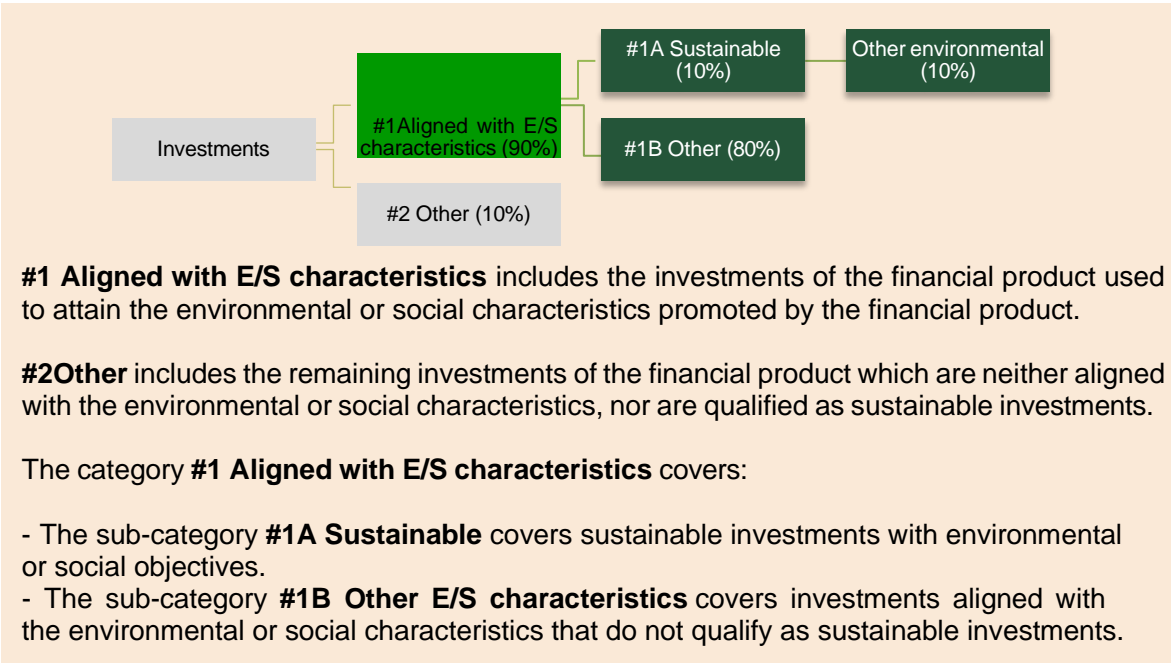 #1A Sustainable
(10%)
Other environmental
(10%)
#1Aligned with E/S
characteristics (90%)
Investments
#1B Other (80%)
#2 Other (10%)
#1 Aligned with E/S characteristics includes the investments of the financial product used
to attain the environmental or social characteristics promoted by the financial product.
#2Other includes the remaining investments of the financial product which are neither aligned
with the environmental or social characteristics, nor are qualified as sustainable investments.
The category #1 Aligned with E/S characteristics covers:
- The sub-category #1A Sustainable covers sustainable investments with environmental
or social objectives.
- The sub-category #1B Other E/S characteristics covers investments aligned with
the environmental or social characteristics that do not qualify as sustainable investments.